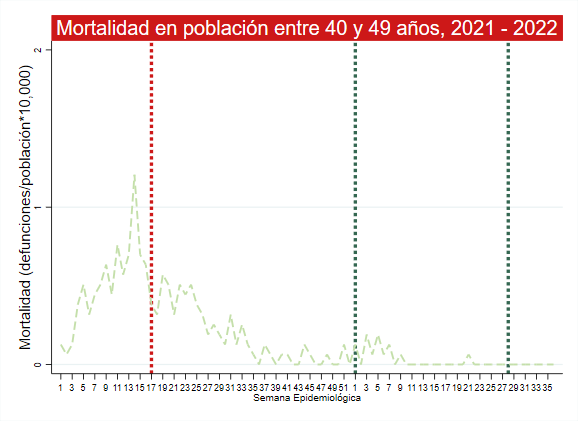 Mortalidad en población entre 40 y 49 años, 2021 - 2022
Mortalidad (defunciones/población*10,000)
2
1
0
1 3 5 7 9 11 13 15 17 19 21 23 25 27 29 31 33 35 37 39 41 43 45 47 49 51 1 3 5 7 9 11 13 15 17 19 21 23 25 27 29 31 33 35
Semana Epidemiológica